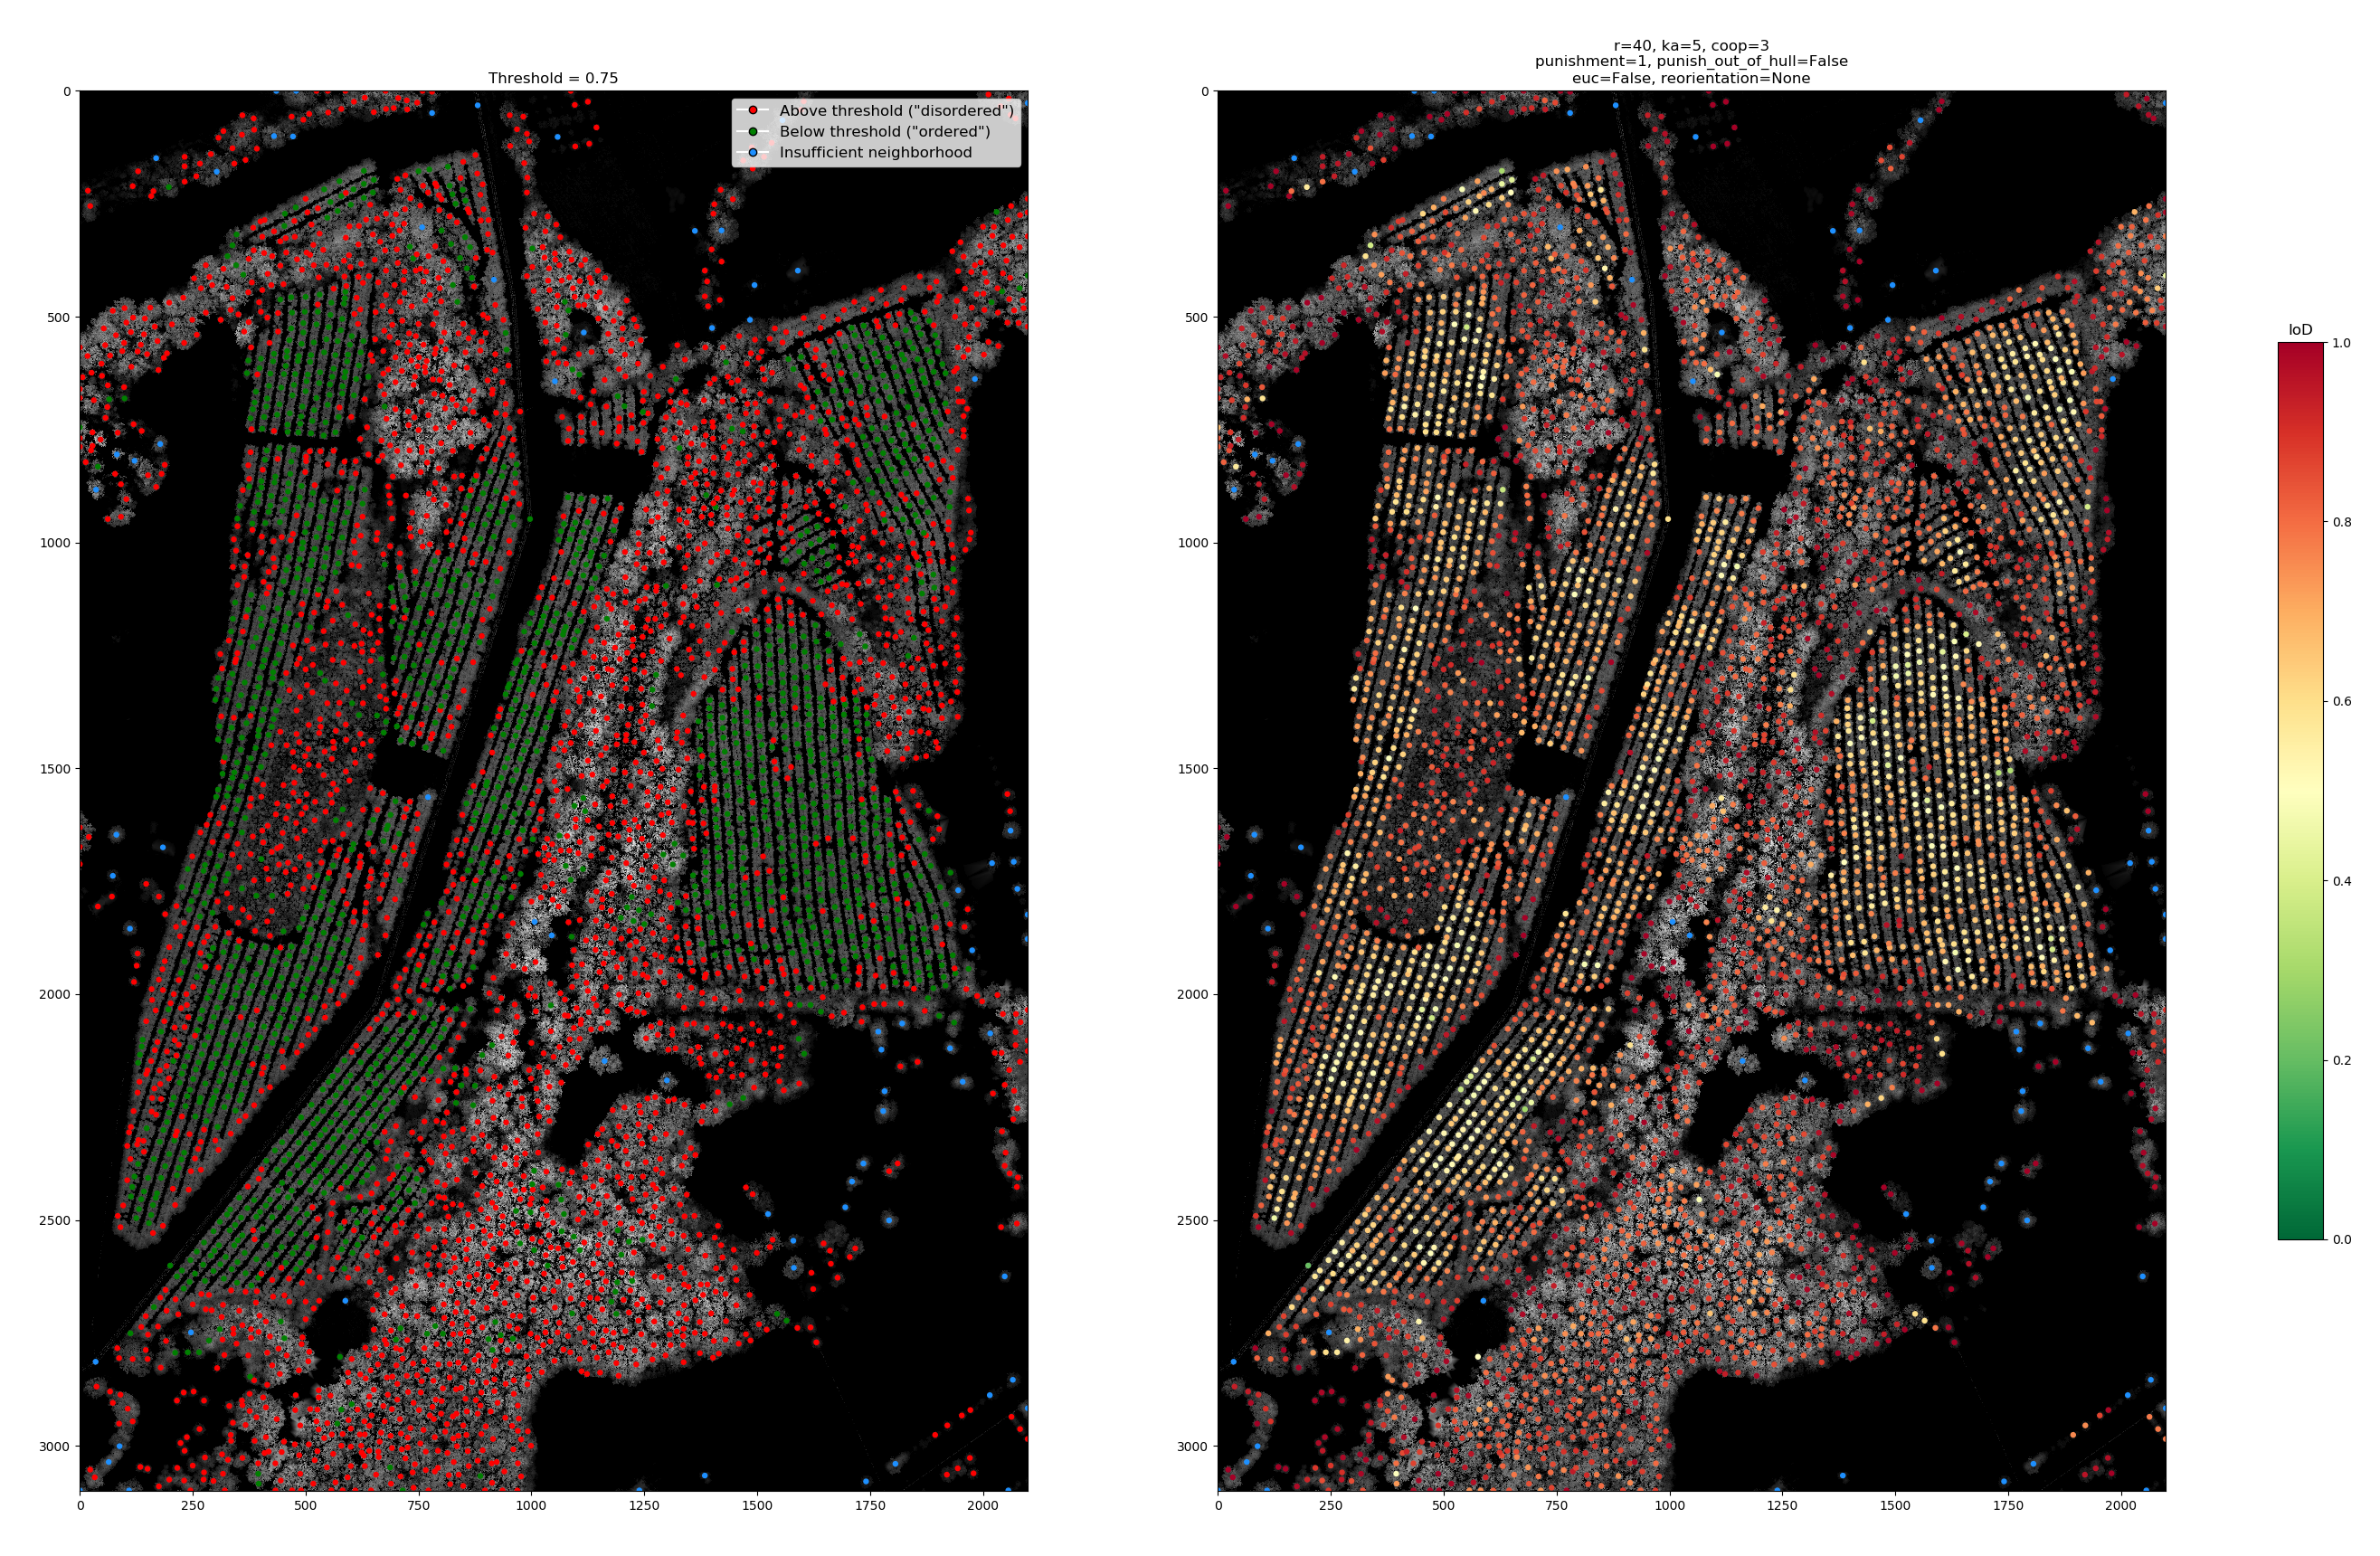 Threshold = 0.75
Above threshold ("disordered")
Below threshold ("ordered")
Insufficient neighborhood
0
500
1000
1500
2000
2500
3000
0 250 500 750 1000 1250 1500 1750 2000
r=40, ka=5, coop=3
punishment=1, punish_out_of_hull=False
euc=False, reorientation=None
0
500
1000
1500
2000
2500
3000
0 250 500 750 1000 1250 1500 1750 2000
IoD
1.0
0.8
0.6
0.4
0.2
0.0